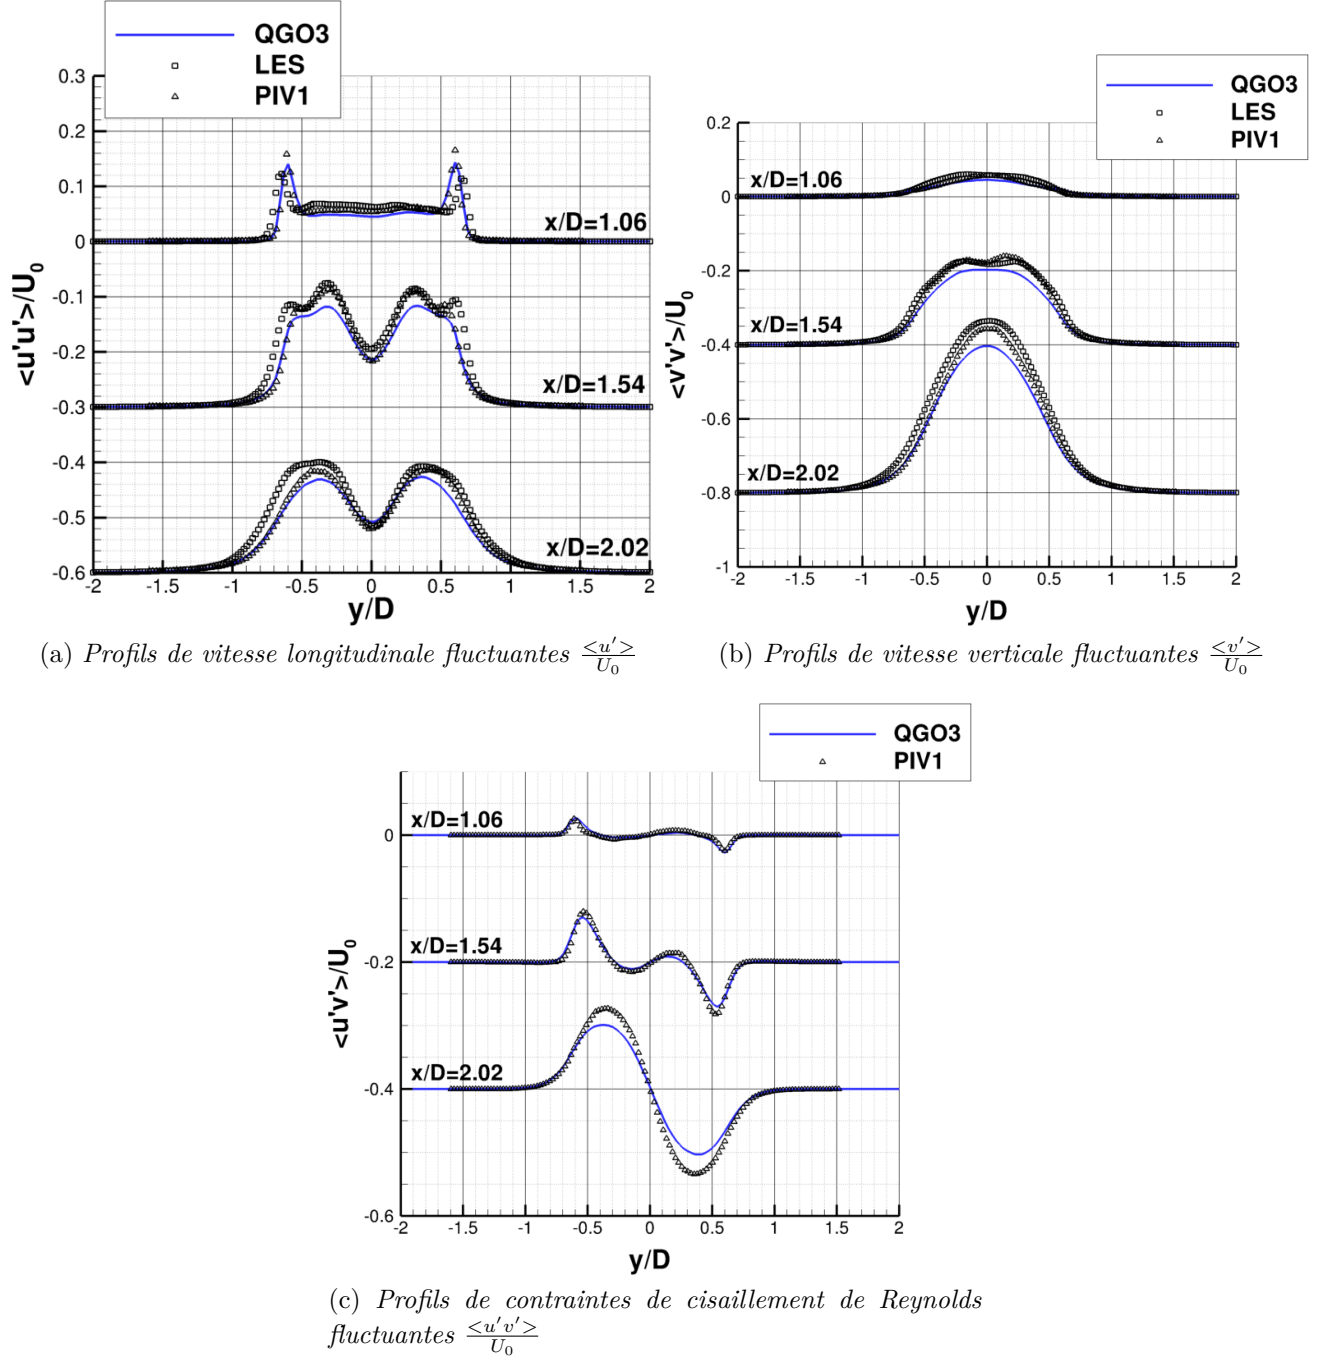 QGO3
LES
PIV1
0.3
0.2
0.1
0
-0.1
-0.2
-0.3
-0.4
-0.5
-0.6
<u'u'>/U0
x/D=1.06
x/D=1.54
x/D=2.02
-2 -1.5 -1 -0.5 0 0.5 1 1.5 2
y/D
(a) Profils de vitesse longitudinale fluctuantes <u'>/U0
QGO3
LES
PIV1
0.2
0
-0.2
-0.4
-0.6
-0.8
-1
<v'v'>/U0
x/D=1.06
x/D=1.54
x/D=2.02
-2 -1.5 -1 -0.5 0 0.5 1 1.5 2
y/D
(b) Profils de vitesse verticale fluctuantes <v'>/U0
QGO3
PIV1
0
-0.2
-0.4
-0.6
<u'v'>/U0
x/D=1.06
x/D=1.54
x/D=2.02
-2 -1.5 -1 -0.5 0 0.5 1 1.5 2
y/D
(c) Profils de contraintes de cisaillement de Reynolds
fluctuantes <u'v'>/U0